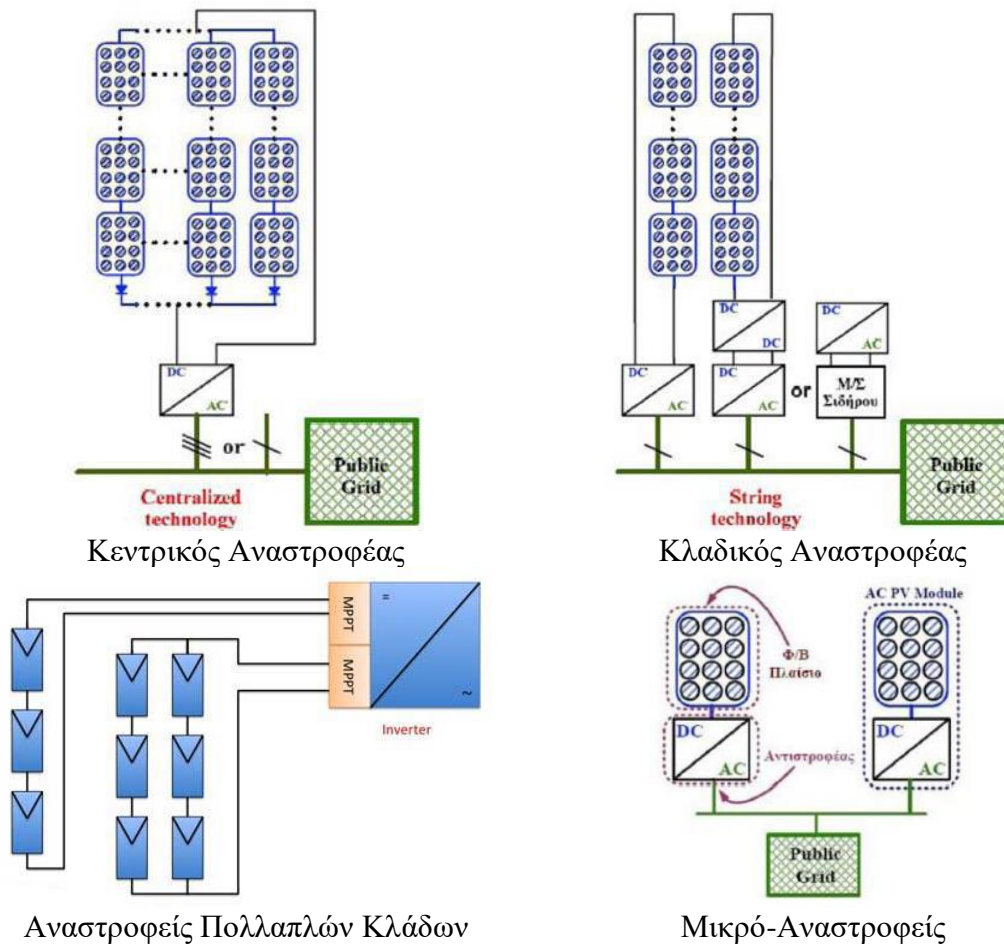 DC
AC
or
Public
Grid
Centralized
technology
Κεντρικός Αναστροφέας
DC
DC
DC
AC
DC
AC
or
DC
AC
Μ/Σ
Σιδήρου
Public
Grid
String
technology
Κλαδικός Αναστροφέας
MPPT
MPPT
=
~
Inverter
Αναστροφείς Πολλαπλών Κλάδων
AC PV Module
Φ/Β
Πλαίσιο
DC
AC
Αντιστροφέας
DC
AC
Public
Grid
Μικρό-Αναστροφείς